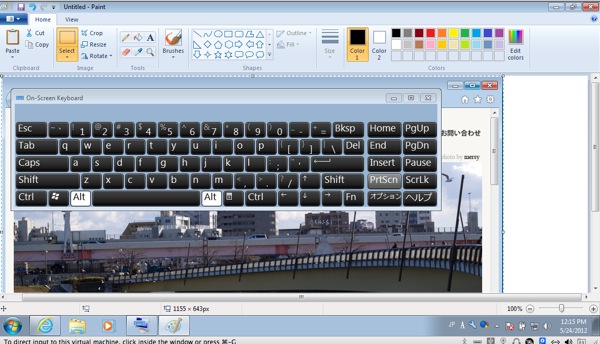 Untitled - Paint
Home View
Paste
Cut
Copy
Clipboard
Select
Crop
Resize
Rotate
Image
Tools
Brushes
Shapes
Outline
Fill
Size
Color 1
Color 2
Colors
Edit colors
On-Screen Keyboard
Esc ~ ` ! 1 @ 2 # 3 $ 4 % 5 ^ 6 & 7 * 8 ( 9 ) 0 _ - + = Bksp Home PgUp
Tab q w e r t y u i o p { [ } ] | \ Del End PgDn
Caps a s d f g h j k l : ; " ' Insert Pause
Shift z x c v b n m < , > . ? / ↑ Shift PrtScn ScrLk
Ctrl Alt Alt Ctrl ← ↓ → Fn オプション ヘルプ
お問い合わせ
photo by merry
1155 × 643px
100%
JP
12:15 PM
5/24/2012
To direct input to this virtual machine, click inside the window or press ⌘-G.